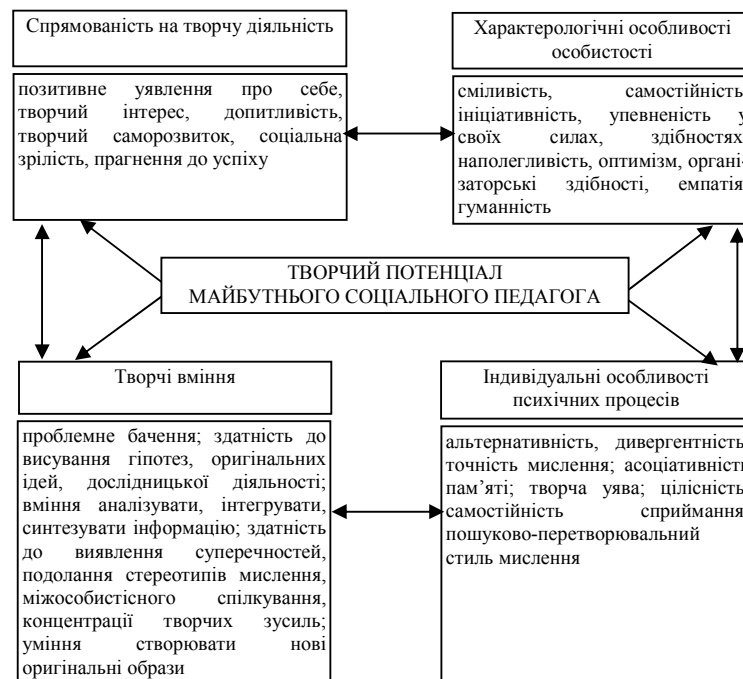 Спрямованість на творчу діяльність
позитивне уявлення про себе,
творчий інтерес, допитливість,
творчий саморозвиток, соціальна
зрілість, прагнення до успіху
Характерологічні особливості
особистості
сміливість, самостійність
ініціативність, упевненість у
своїх силах, здібностях
наполегливість, оптимізм, органі-
заторські здібності, емпатія
гуманність
ТВОРЧИЙ ПОТЕНЦІАЛ
МАЙБУТНЬОГО СОЦІАЛЬНОГО ПЕДАГОГА
Творчі вміння
проблемне бачення; здатність до
висування гіпотез, оригінальних
ідей, дослідницької діяльності;
вміння аналізувати, інтегрувати,
синтезувати інформацію; здатність
до виявлення суперечностей,
подолання стереотипів мислення,
міжособистісного спілкування,
концентрації творчих зусиль;
уміння створювати нові
оригінальні образи
Індивідуальні особливості
психічних процесів
альтернативність, дивергентність
точність мислення; асоціативність
пам’яті; творча уява; цілісність
самостійність сприймання
пошуково-перетворювальний
стиль мислення